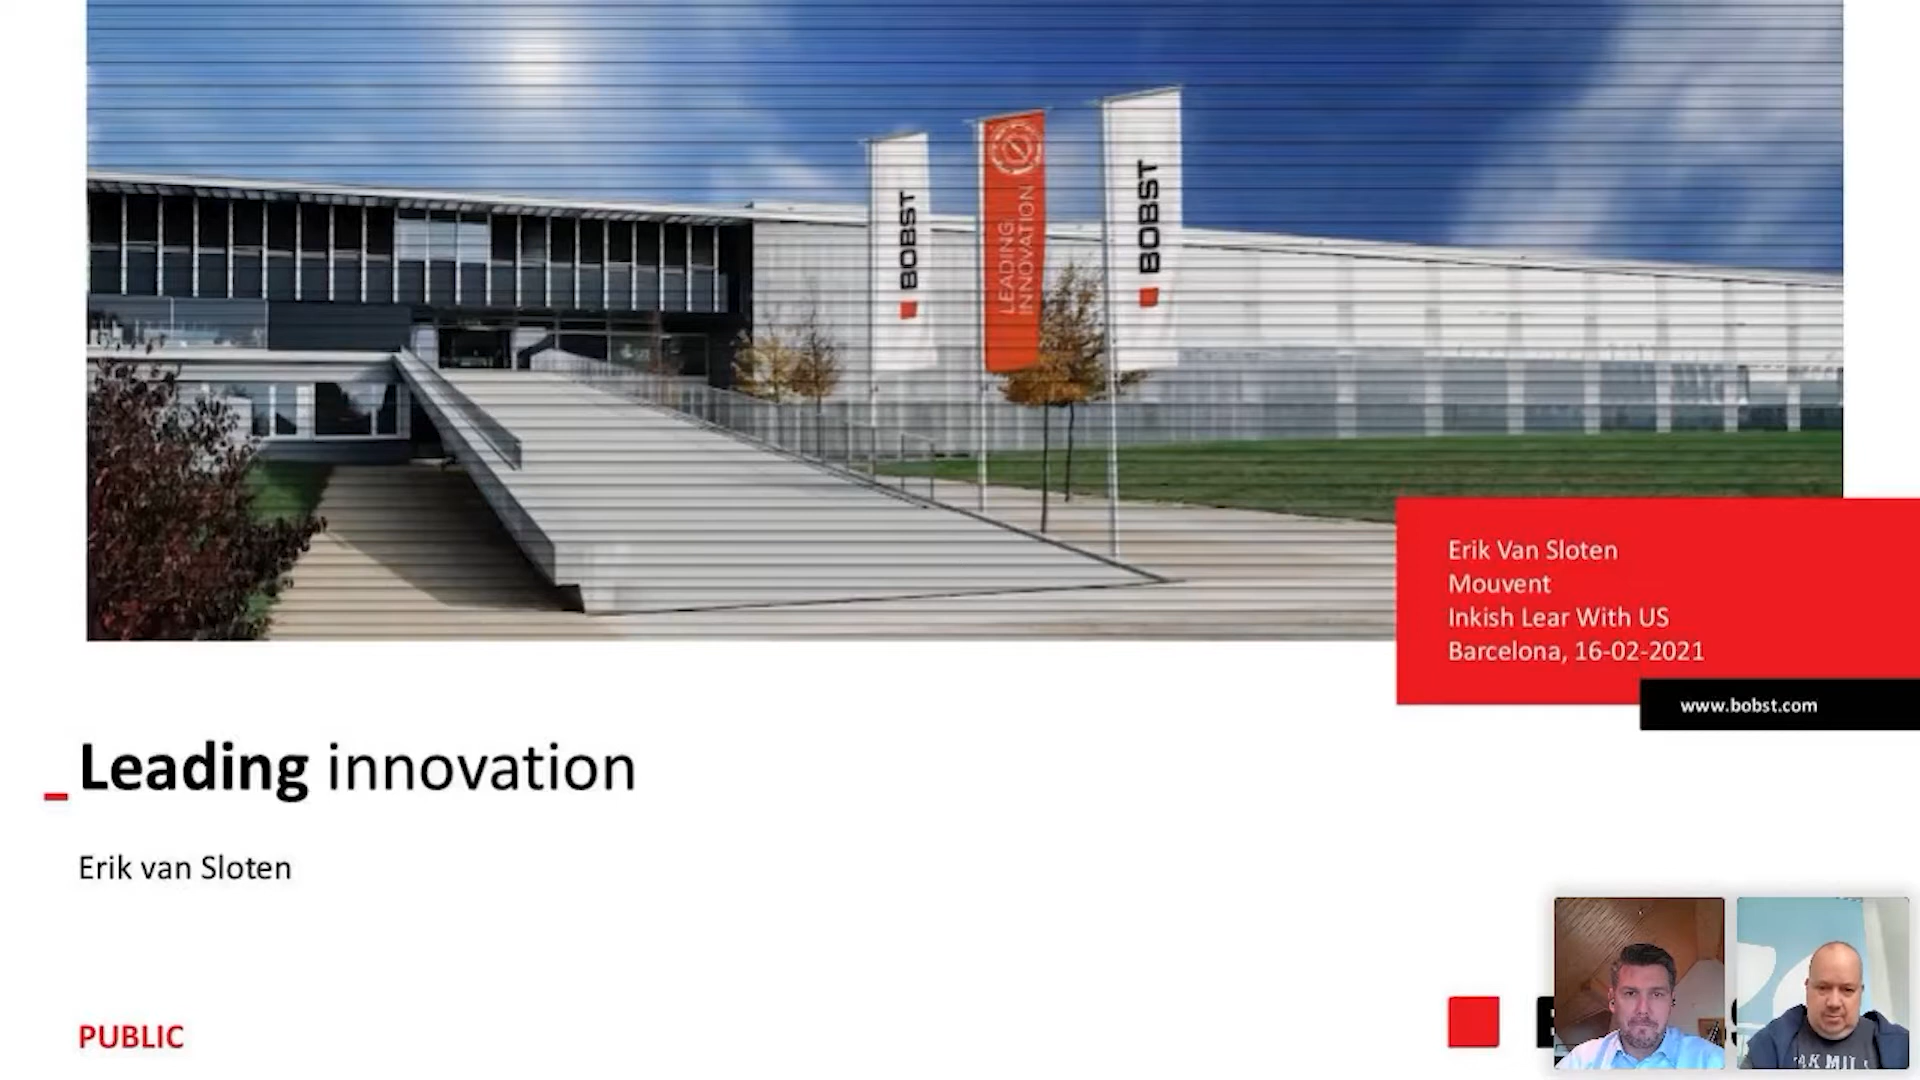 BOBST
LEADING
INNOVATION
BOBST
Erik Van Sloten
Mouvent
Inkish Lear With US
Barcelona, 16-02-2021
www.bobst.com
Leading innovation
Erik van Sloten
PUBLIC